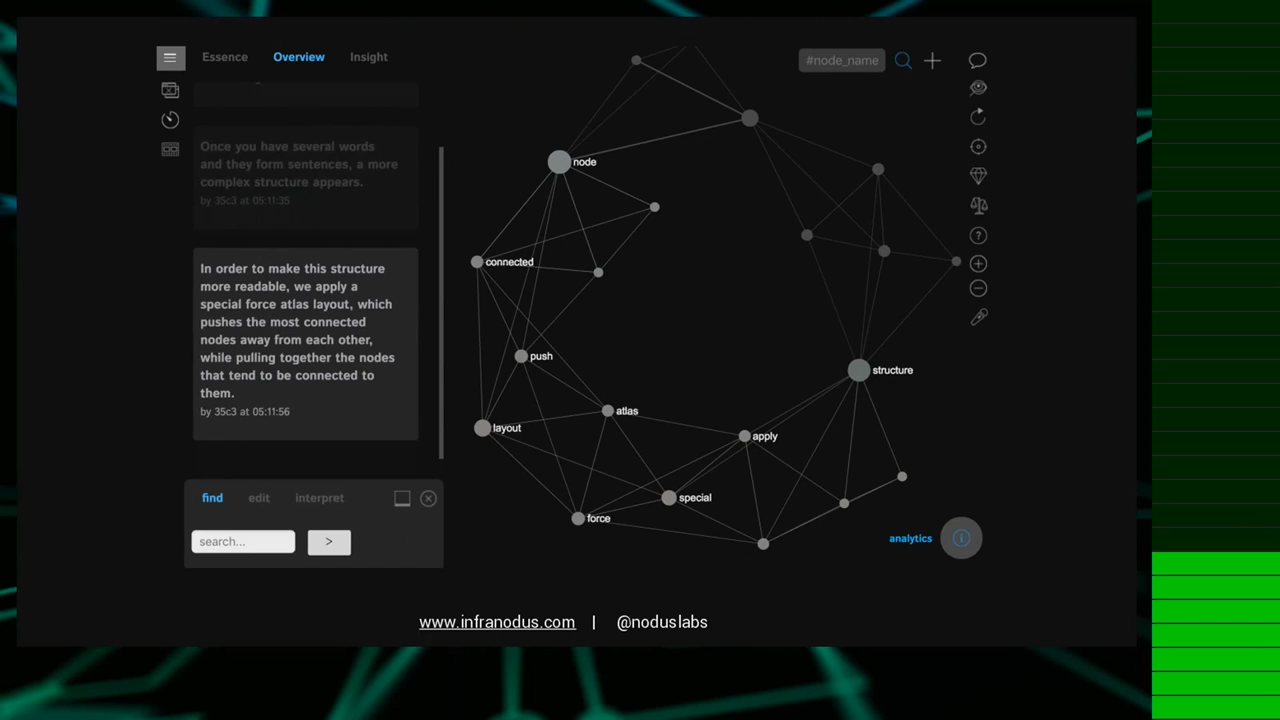 Essence Overview Insight
#node_name
Once you have several words
and they form sentences, a more
complex structure appears.
by 35c3 at 05:11:35
In order to make this structure
more readable, we apply a
special force atlas layout, which
pushes the most connected
nodes away from each other,
while pulling together the nodes
that tend to be connected to
them.
by 35c3 at 05:11:56
find edit interpret
search...
>
node
connected
push
structure
atlas
layout
apply
special
force
analytics
www.infranodus.com | @noduslabs